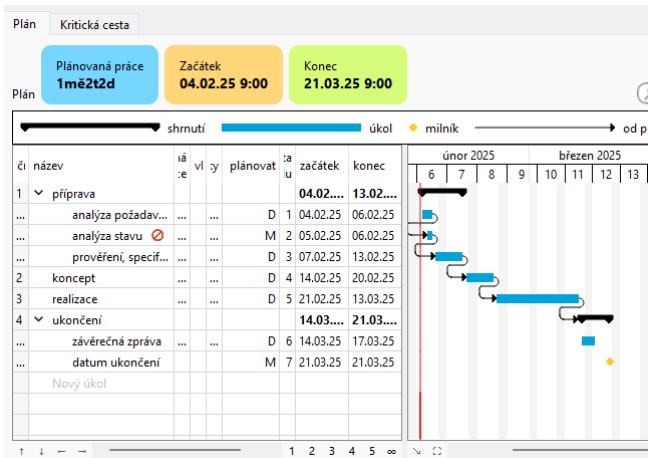 Plán Kritická cesta
Plán
Plánovaná práce
1mě2t2d
Začátek
04.02.25 9:00
Konec
21.03.25 9:00
shrnutí úkol milník od p
čí název vl plánovat začátek konec
únor 2025 březen 2025
6 7 8 9 10 11 12 13
1 příprava 04.02.... 13.02....
... analýza požadav... ... ... D 1 04.02.25 06.02.25
... analýza stavu ... ... M 2 05.02.25 06.02.25
... prověření, specif... ... ... D 3 07.02.25 13.02.25
2 koncept D 4 14.02.25 20.02.25
3 realizace D 5 21.02.25 13.03.25
4 ukončení 14.03.... 21.03....
... závěrečná zpráva ... ... D 6 14.03.25 17.03.25
... datum ukončení M 7 21.03.25 21.03.25
Nový úkol
1 2 3 4 5 ∞